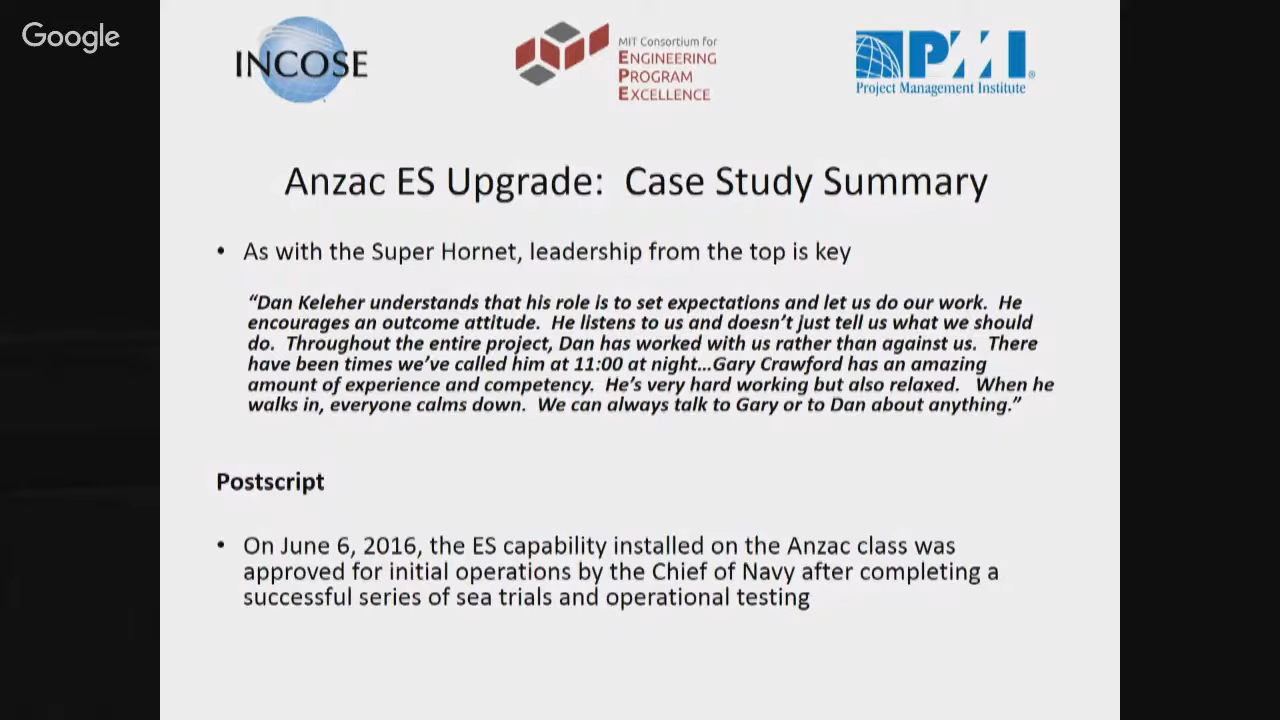 Google
INCOSE
MIT Consortium for
ENGINEERING
PROGRAM
EXCELLENCE
PMI®
Project Management Institute
Anzac ES Upgrade: Case Study Summary
• As with the Super Hornet, leadership from the top is key
“Dan Keleher understands that his role is to set expectations and let us do our work. He
encourages an outcome attitude. He listens to us and doesn’t just tell us what we should
do. Throughout the entire project, Dan has worked with us rather than against us. There
have been times we’ve called him at 11:00 at night…Gary Crawford has an amazing
amount of experience and competency. He’s very hard working but also relaxed. When he
walks in, everyone calms down. We can always talk to Gary or to Dan about anything.”
Postscript
• On June 6, 2016, the ES capability installed on the Anzac class was
approved for initial operations by the Chief of Navy after completing a
successful series of sea trials and operational testing